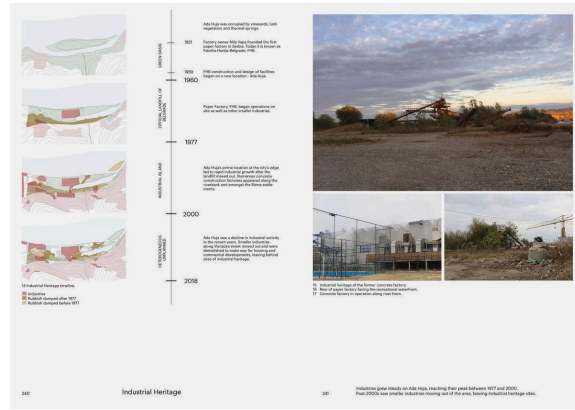 Ada Huja was occupied by vineyards, lush
vegetation and thermal springs.
GREEN OASIS
1921
Factory owner Milo Vapa founded the first
paper factory in Serbia. Today it is known as
Fabrika Hartije Belgrade, FHB.
1959
FHB construction and design of facilities
began on a new location - Ada Huja.
1960
OFFICIAL LANDFILL OF
BELGRADE
Paper Factory, FHB, began operations on
site as well as other smaller industries.
1977
INDUSTRIAL ISLAND
Ada Huja's prime location at the city's edge
led to rapid industrial growth after the
landfill moved out. Numerous concrete
construction factories appeared along the
riverbank and amongst the Roma settle-
ments.
2000
HETEROGENEOUS
Ada Huja saw a decline in industrial activity
in the recent years. Smaller industries
along street moved out and were
demolished to make way for housing and
commercial developments, leaving behind
sites of industrial heritage.
2018
14 Industrial Heritage timeline.
Industries
Rubbish dumped after 1977
Rubbish dumped before 1977
15 Industrial heritage of the former concrete factory.
16 Rear of paper factory facing the recreational waterfront.
17 Concrete factory in operation along river front.
240
Industrial Heritage
241
Industries grew steady on Ada Huja, reaching their peak between 1977 and 2000.
Post 2000s saw smaller industries moving out of the area, leaving industrial heritage sites.